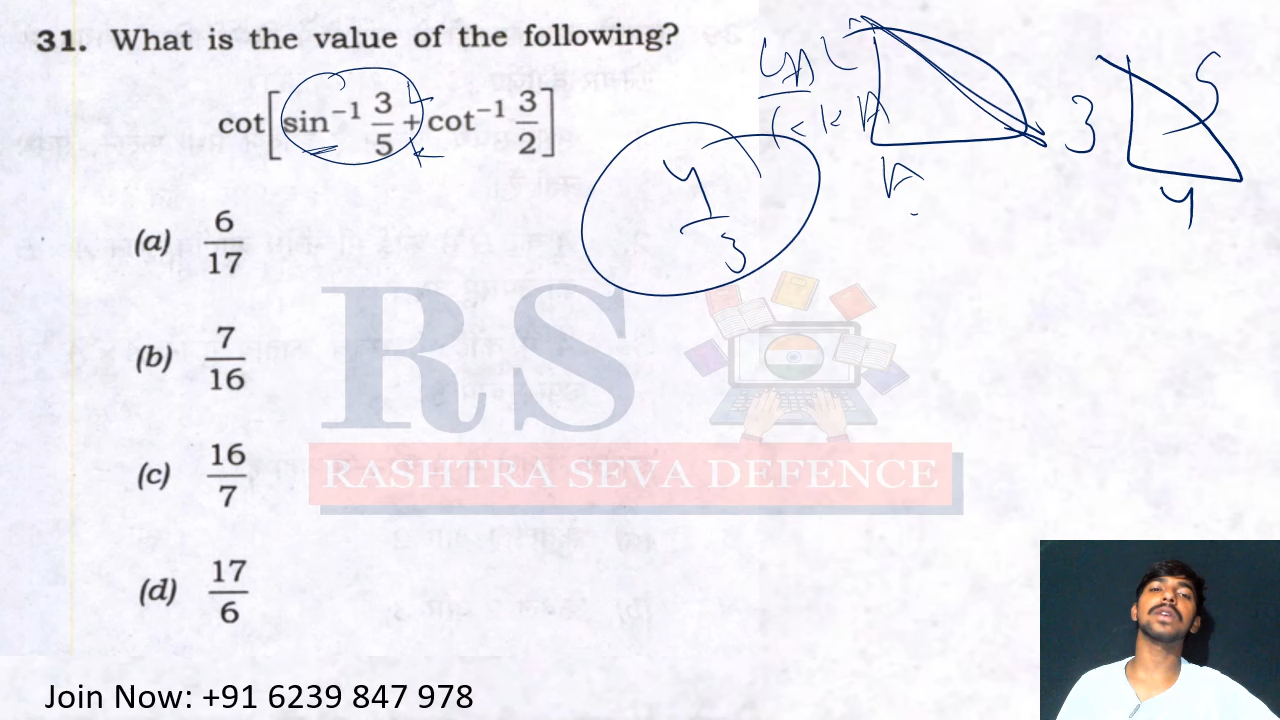 31. What is the value of the following?
cot[sin⁻¹ 3/5 + cot⁻¹ 3/2]
(a) 6/17
(b) 7/16
(c) 16/7
(d) 17/6
4/3
3 5
4
RS
RASHTRA SEVA DEFENCE
Join Now: +91 6239 847 978